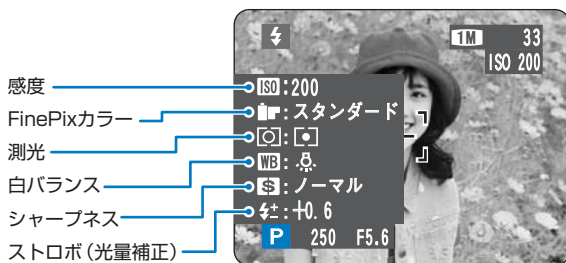 1M 33
ISO 200
感度
ISO:200
FinePixカラー
:スタンダード
測光
:
白バランス
WB:
シャープネス
S:ノーマル
ストロボ(光量補正)
±:+0.6
P 250 F5.6